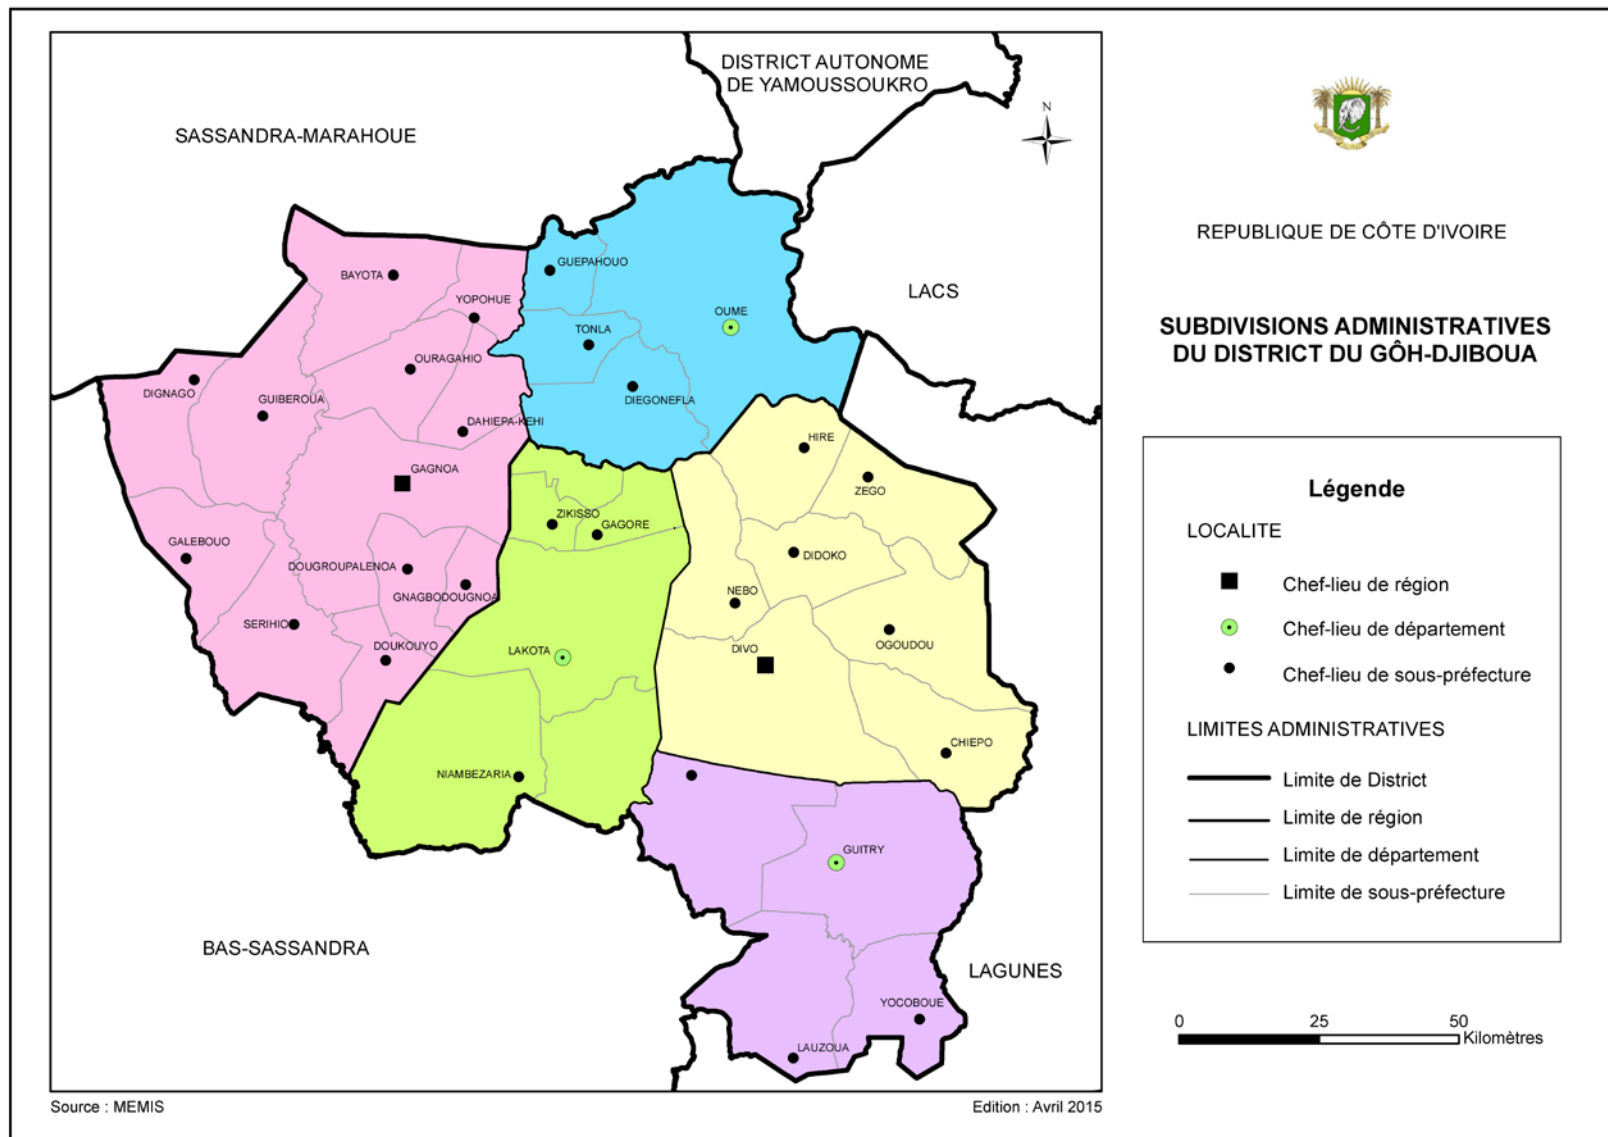 DISTRICT AUTONOME
DE YAMOUSSOUKRO
N
SASSANDRA-MARAHOUE
LACS
GUEPAHOUO
BAYOTA
YOPOHUE
OUME
TONLA
OURAGAHIO
DIGNAGO
GUIBEROUA
DIEGONEFLA
DAHIEPA-KEHI
HIRE
GAGNOA
ZEGO
ZIKISSO
GAGORE
GALEBOUO
DIDOKO
DOUGROUPALENOA
NEBO
GNAGBODOUGNOA
SERIHIO
DOUKOUYO
LAKOTA
DIVO
OGOUDOU
CHIEPO
NIAMBEZARIA
GUITRY
BAS-SASSANDRA
LAGUNES
YOCOBOUE
LAUZOUA
Source : MEMIS
Edition : Avril 2015
REPUBLIQUE DE CÔTE D'IVOIRE
SUBDIVISIONS ADMINISTRATIVES
DU DISTRICT DU GÔH-DJIBOUA
Légende
LOCALITE
Chef-lieu de région
Chef-lieu de département
Chef-lieu de sous-préfecture
LIMITES ADMINISTRATIVES
Limite de District
Limite de région
Limite de département
Limite de sous-préfecture
0 25 50
Kilomètres